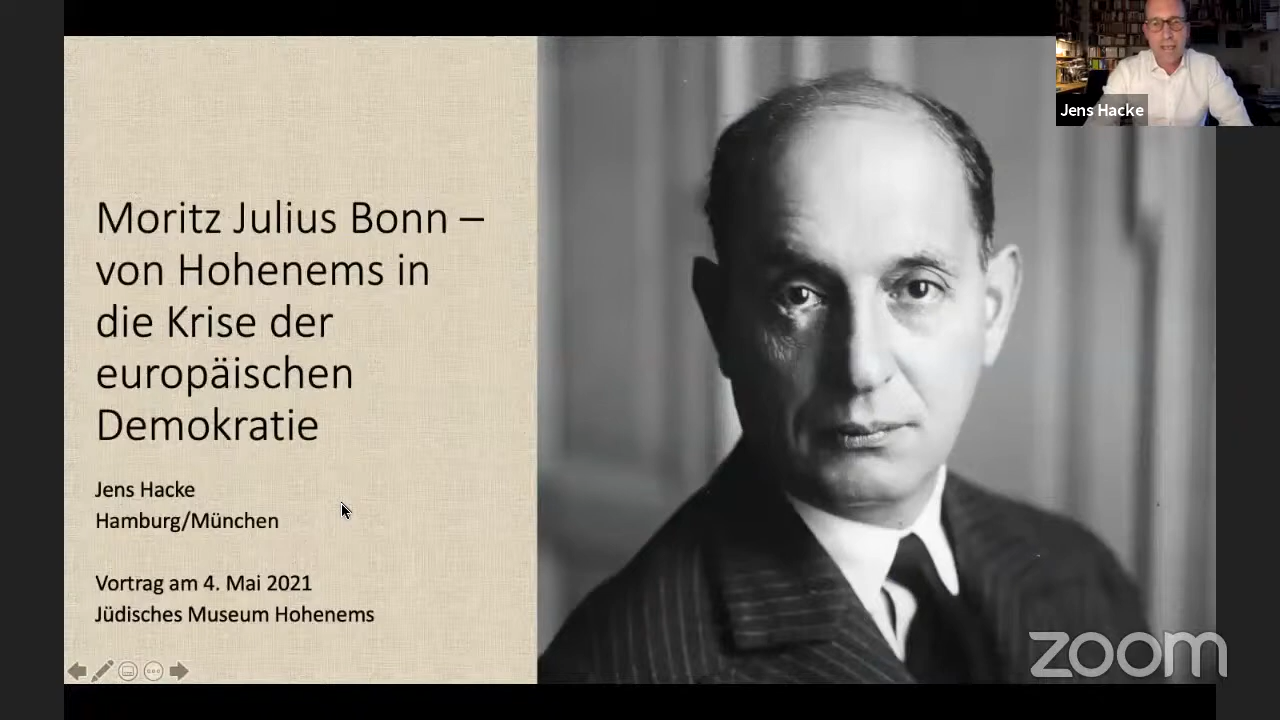 Moritz Julius Bonn –
von Hohenems in
die Krise der
europäischen
Demokratie
Jens Hacke
Hamburg/München
Vortrag am 4. Mai 2021
Jüdisches Museum Hohenems
Jens Hacke
zoom